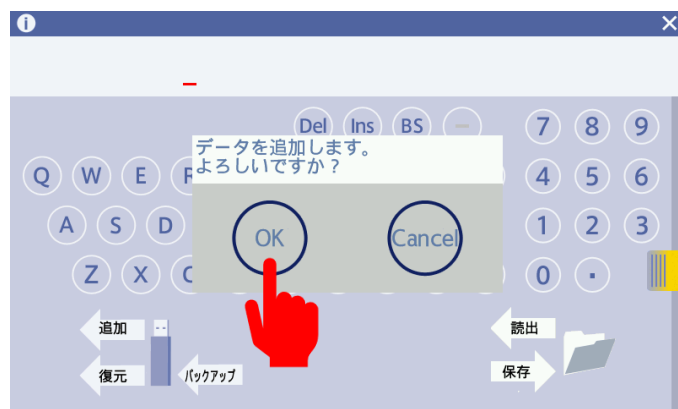 Del Ins BS -
7 8 9
データを追加します。
よろしいですか？
Q W E R
4 5 6
A S D
OK
Cancel
1 2 3
Z X C
0 .
追加
読出
復元
バックアップ
保存